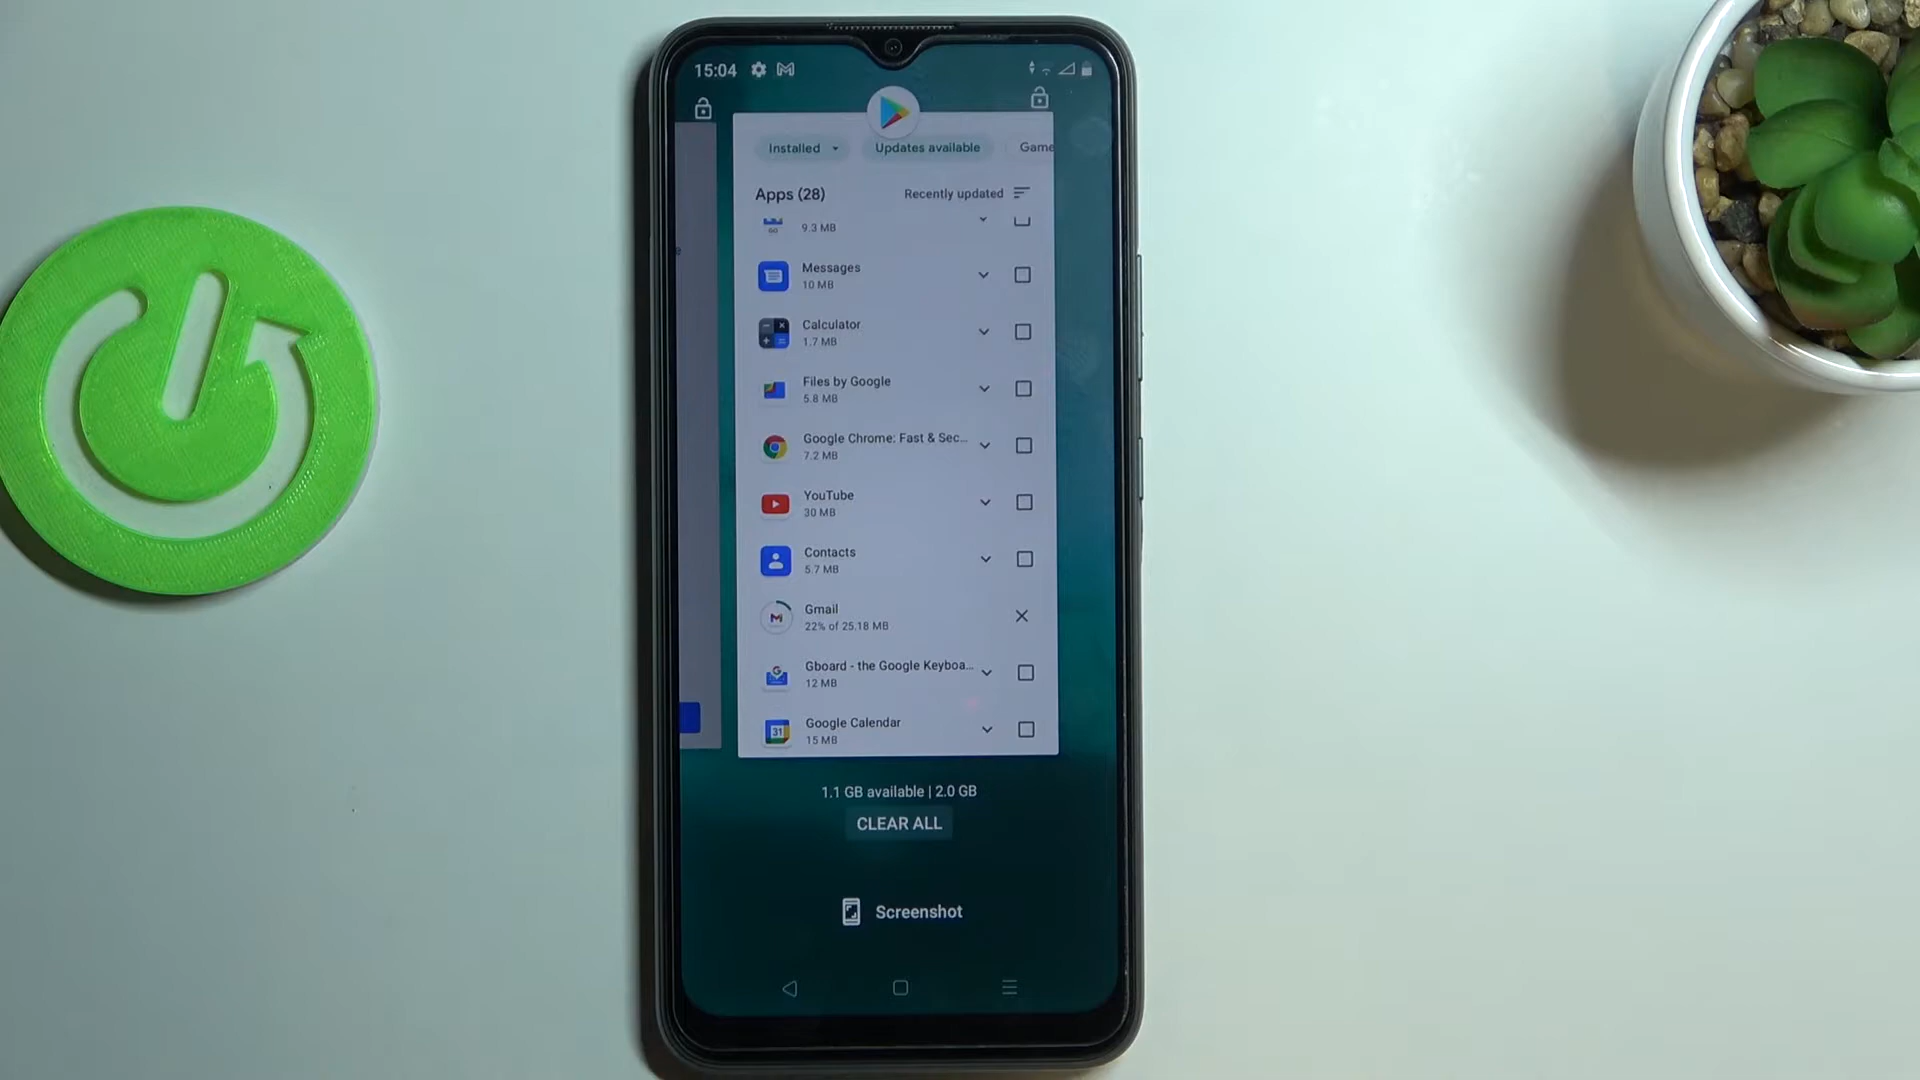 15:04
Installed
Updates available
Game
Apps (28)
Recently updated
GO
9.3 MB
Messages
10 MB
Calculator
1.7 MB
Files by Google
5.8 MB
Google Chrome: Fast & Sec...
7.2 MB
YouTube
30 MB
Contacts
5.7 MB
Gmail
22% of 25.18 MB
Gboard - the Google Keyboa...
12 MB
Google Calendar
31
15 MB
1.1 GB available | 2.0 GB
CLEAR ALL
Screenshot